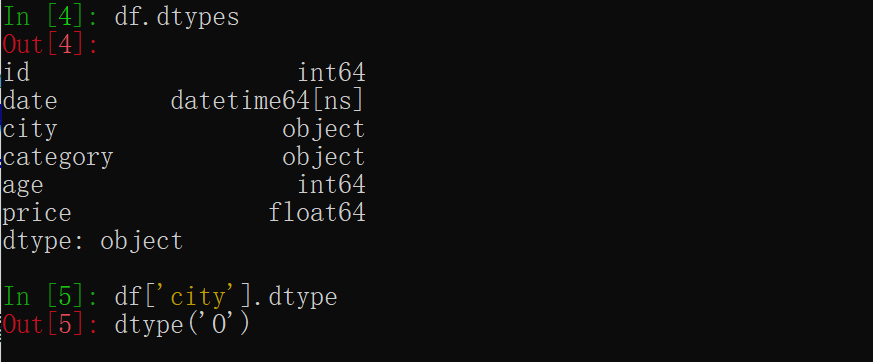 In [4]: df.dtypes
Out[4]:
id                   int64
date        datetime64[ns]
city                object
category            object
age                  int64
price              float64
dtype: object
In [5]: df['city'].dtype
Out[5]: dtype('O')